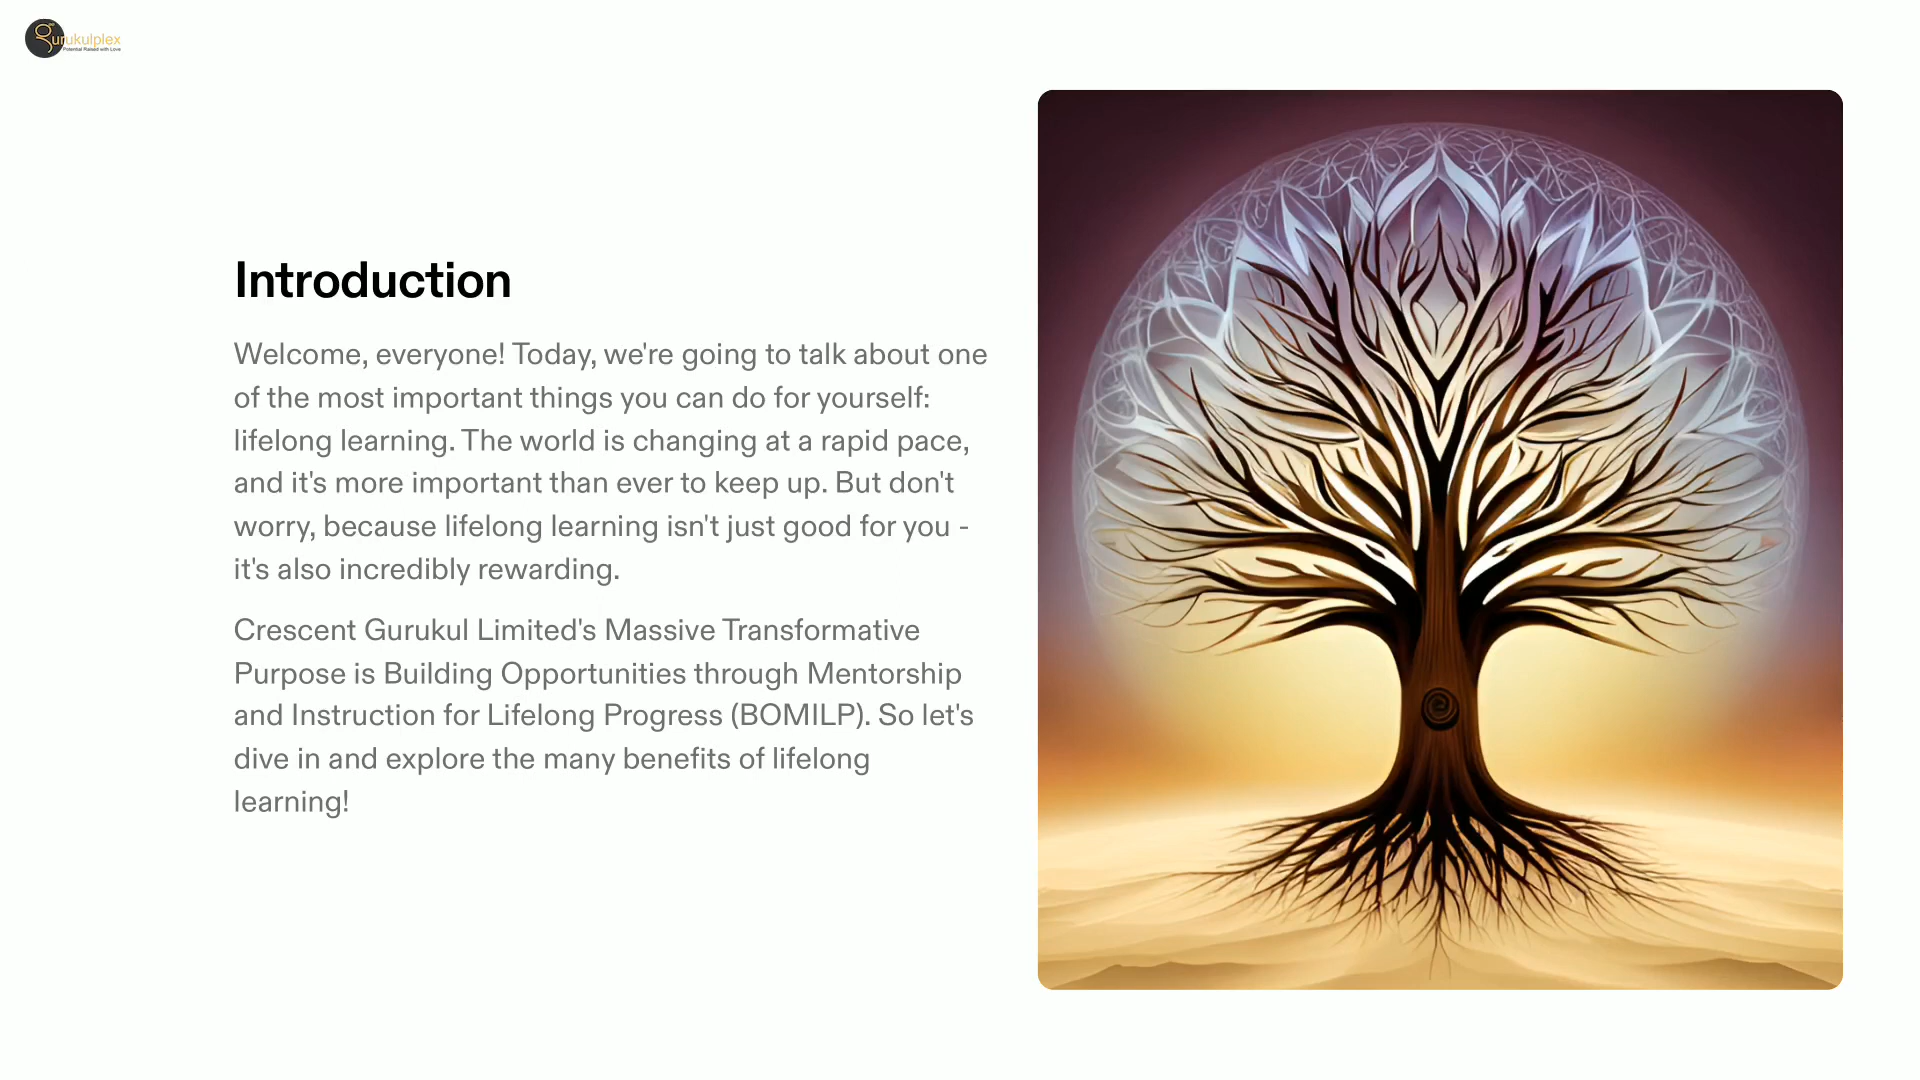 gurukulplex
Potential Raised with Love
Introduction
Welcome, everyone! Today, we're going to talk about one
of the most important things you can do for yourself:
lifelong learning. The world is changing at a rapid pace,
and it's more important than ever to keep up. But don't
worry, because lifelong learning isn't just good for you -
it's also incredibly rewarding.
Crescent Gurukul Limited's Massive Transformative
Purpose is Building Opportunities through Mentorship
and Instruction for Lifelong Progress (BOMILP). So let's
dive in and explore the many benefits of lifelong
learning!